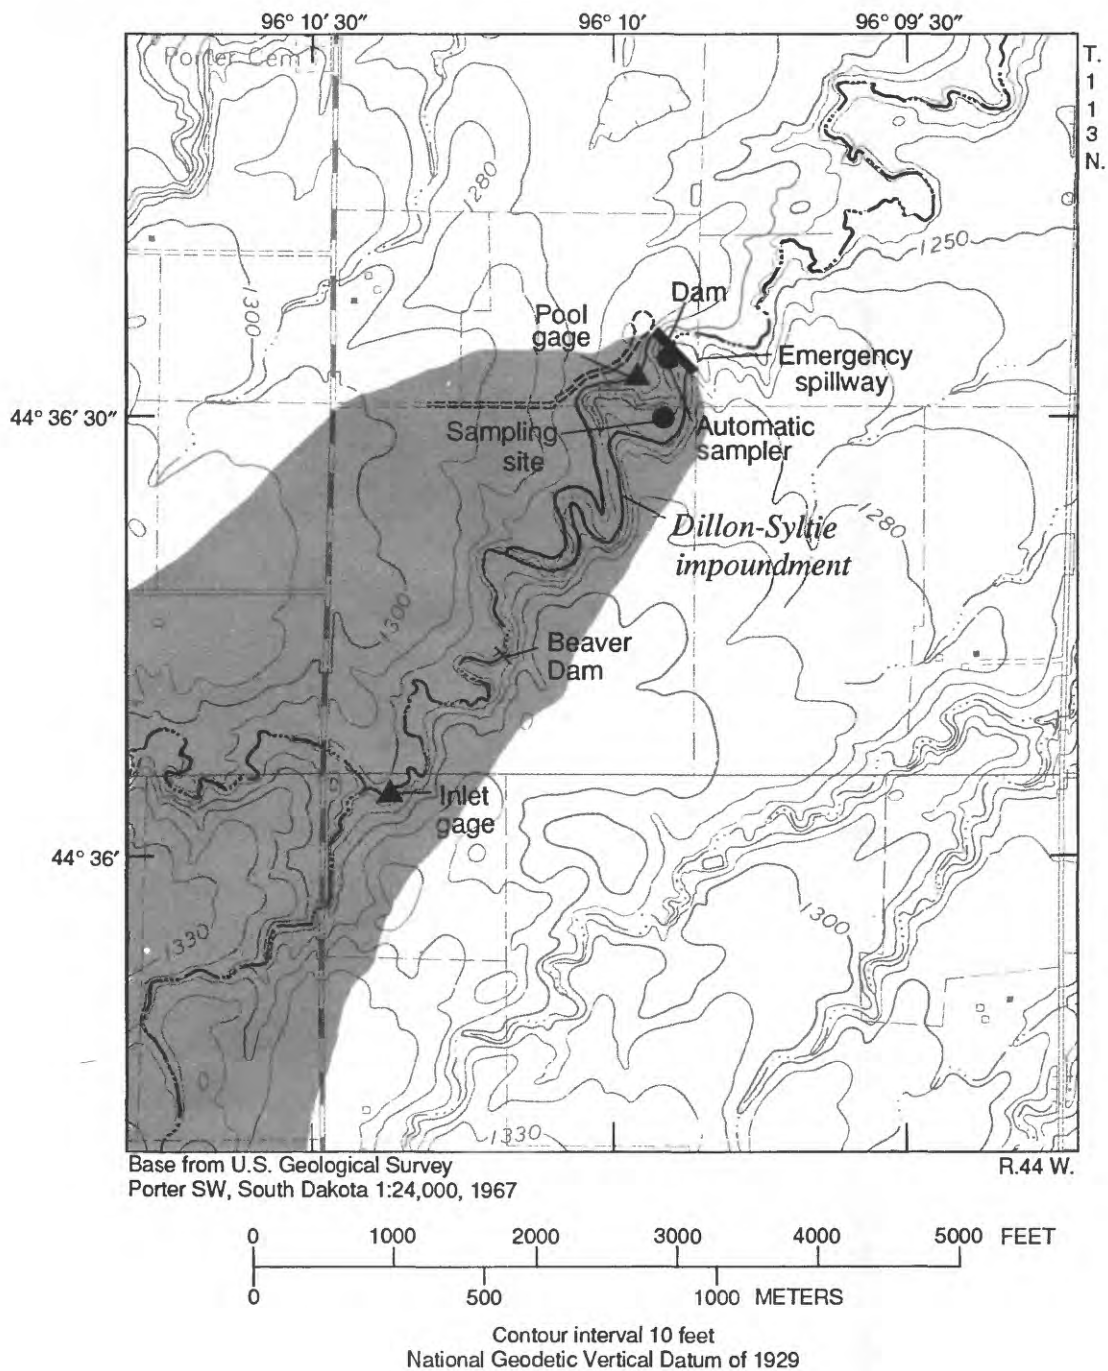 96° 10′ 30″
96° 10′
96° 09′ 30″
Porter Cem
T.
1
1
3
N.
1280
1250
1300
Dam
Pool
gage
Emergency
spillway
44° 36′ 30″
Sampling
site
Automatic
sampler
1280
Dillon-Syltie
impoundment
1300
Beaver
Dam
Inlet
gage
44° 36′
1300
1330
1330
Base from U.S. Geological Survey
R.44 W.
Porter SW, South Dakota 1:24,000, 1967
0 1000 2000 3000 4000 5000 FEET
0 500 1000 METERS
Contour interval 10 feet
National Geodetic Vertical Datum of 1929